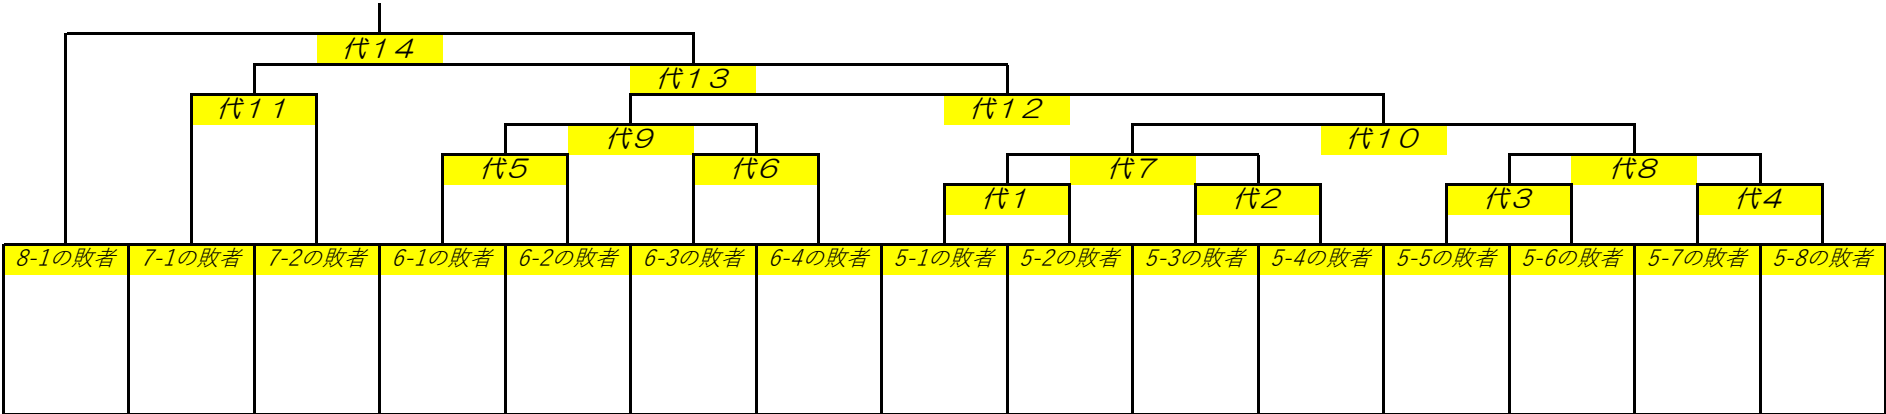 代１４
代１３
代１１
代１２
代９
代１０
代５
代６
代７
代８
代１
代２
代３
代４
8-1の敗者
7-1の敗者
7-2の敗者
6-1の敗者
6-2の敗者
6-3の敗者
6-4の敗者
5-1の敗者
5-2の敗者
5-3の敗者
5-4の敗者
5-5の敗者
5-6の敗者
5-7の敗者
5-8の敗者